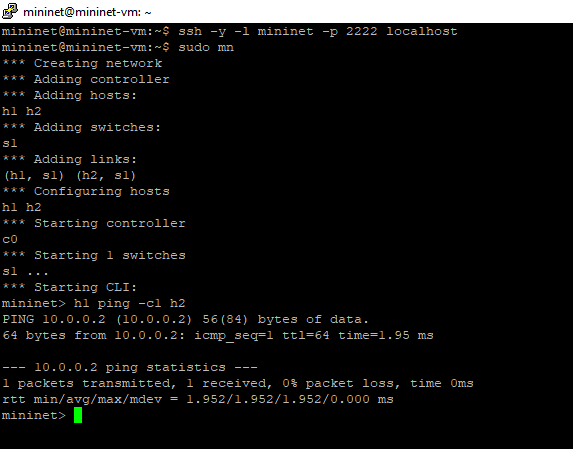 mininet@mininet-vm: ~
mininet@mininet-vm:~$ ssh -y -l mininet -p 2222 localhost
mininet@mininet-vm:~$ sudo mn
*** Creating network
*** Adding controller
*** Adding hosts:
h1 h2
*** Adding switches:
s1
*** Adding links:
(h1, s1) (h2, s1)
*** Configuring hosts
h1 h2
*** Starting controller
c0
*** Starting 1 switches
s1 ...
*** Starting CLI:
mininet> h1 ping -c1 h2
PING 10.0.0.2 (10.0.0.2) 56(84) bytes of data.
64 bytes from 10.0.0.2: icmp_seq=1 ttl=64 time=1.95 ms

--- 10.0.0.2 ping statistics ---
1 packets transmitted, 1 received, 0% packet loss, time 0ms
rtt min/avg/max/mdev = 1.952/1.952/1.952/0.000 ms
mininet>